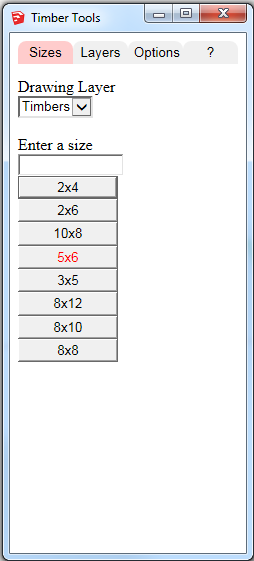 Timber Tools
Sizes Layers Options ?
Drawing Layer
Timbers
Enter a size
2x4
2x6
10x8
5x6
3x5
8x12
8x10
8x8